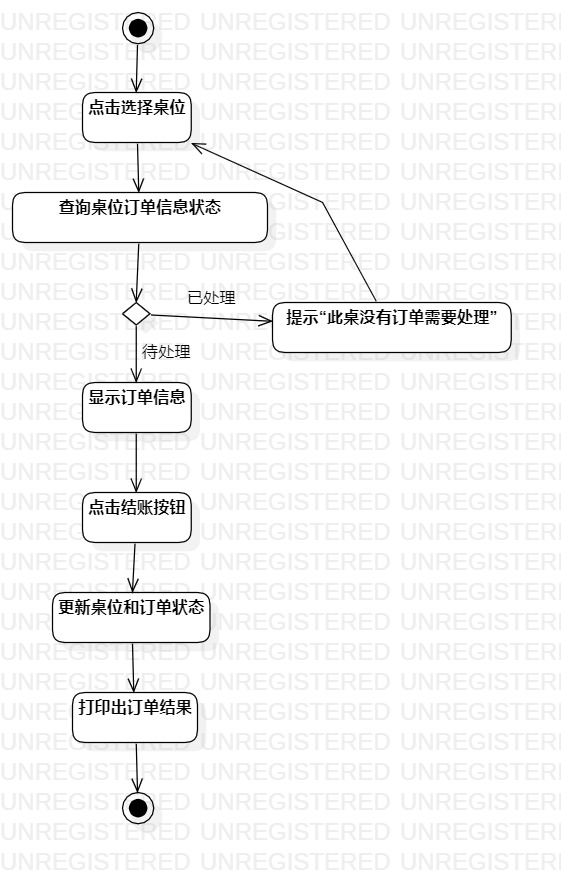 点击选择桌位
查询桌位订单信息状态
已处理
提示“此桌没有订单需要处理”
待处理
显示订单信息
点击结账按钮
更新桌位和订单状态
打印出订单结果
UNREGISTERED